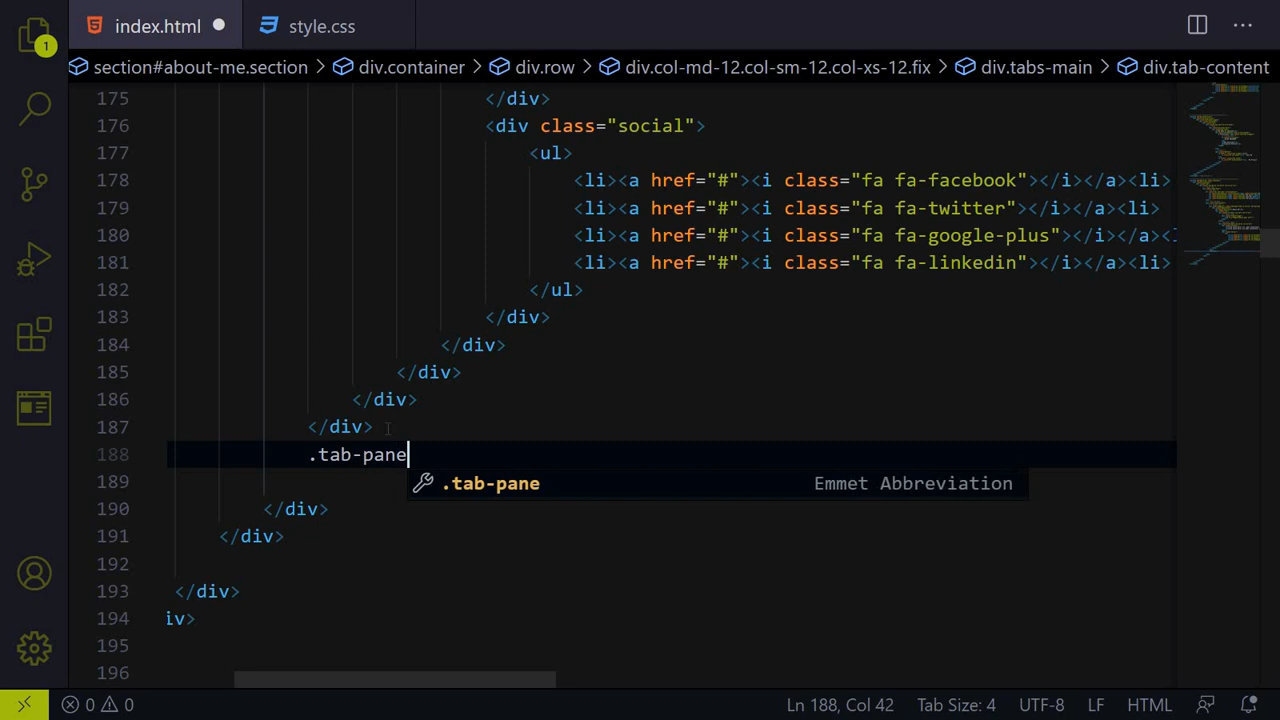 index.html
style.css
1
section#about-me.section
div.container
div.row
div.col-md-12.col-sm-12.col-xs-12.fix
div.tabs-main
div.tab-content
175 </div>
176 <div class="social">
177 <ul>
178 <li><a href="#"><i class="fa fa-facebook"></i></a><li>
179 <li><a href="#"><i class="fa fa-twitter"></i></a><li>
180 <li><a href="#"><i class="fa fa-google-plus"></i></a><l
181 <li><a href="#"><i class="fa fa-linkedin"></i></a><li>
182 </ul>
183 </div>
184 </div>
185 </div>
186 </div>
187 </div>
188 .tab-pane
.tab-pane Emmet Abbreviation
189
190 </div>
191 </div>
192
193 </div>
194 iv>
195
196
0 0 Ln 188, Col 42 Tab Size: 4 UTF-8 LF HTML